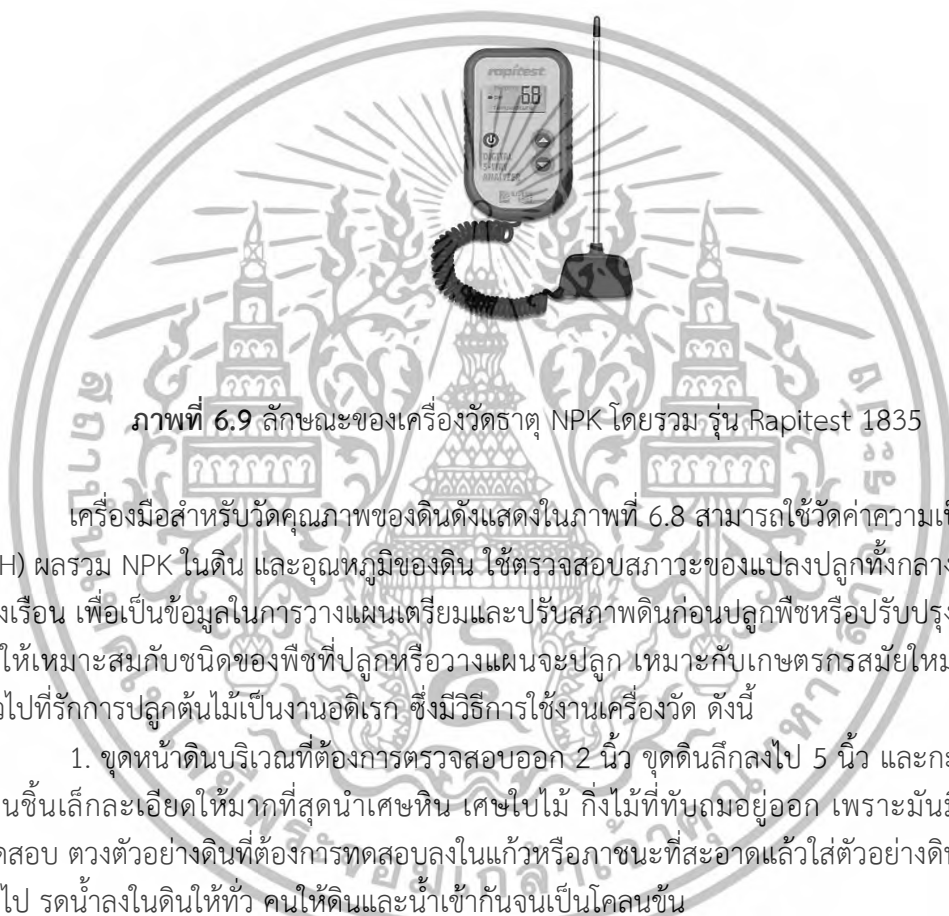 rapitest
6.8
DIGITAL
ANALYZER
ภาพที่ 6.9 ลักษณะของเครื่องวัดธาตุ NPK โดยรวม รุ่น Rapitest 1835
เครื่องมือสำหรับวัดคุณภาพของดินดังแสดงในภาพที่ 6.8 สามารถใช้วัดค่าความเป็
H) ผลรวม NPK ในดิน และอุณหภูมิของดิน ใช้ตรวจสอบสภาวะของแปลงปลูกทั้งกลาง
งเรือน เพื่อเป็นข้อมูลในการวางแผนเตรียมและปรับสภาพดินก่อนปลูกพืชหรือปรับปรุง
ให้เหมาะสมกับชนิดของพืชที่ปลูกหรือวางแผนจะปลูก เหมาะกับเกษตรกรสมัยใหม่
วไปที่รักการปลูกต้นไม้เป็นงานอดิเรก ซึ่งมีวิธีการใช้งานเครื่องวัด ดังนี้
1. ขุดหน้าดินบริเวณที่ต้องการตรวจสอบออก 2 นิ้ว ขุดดินลึกลงไป 5 นิ้ว และกะ
นชิ้นเล็กละเอียดให้มากที่สุดนำเศษหิน เศษใบไม้ กิ่งไม้ที่ทับถมอยู่ออก เพราะมัน
ดสอบ ตวงตัวอย่างดินที่ต้องการทดสอบลงในแก้วหรือภาชนะที่สะอาดแล้วใส่ตัวอย่างดิน
ไป รดน้ำลงในดินให้ทั่ว คนให้ดินและน้ำเข้ากันจนเป็นโคลนข้น